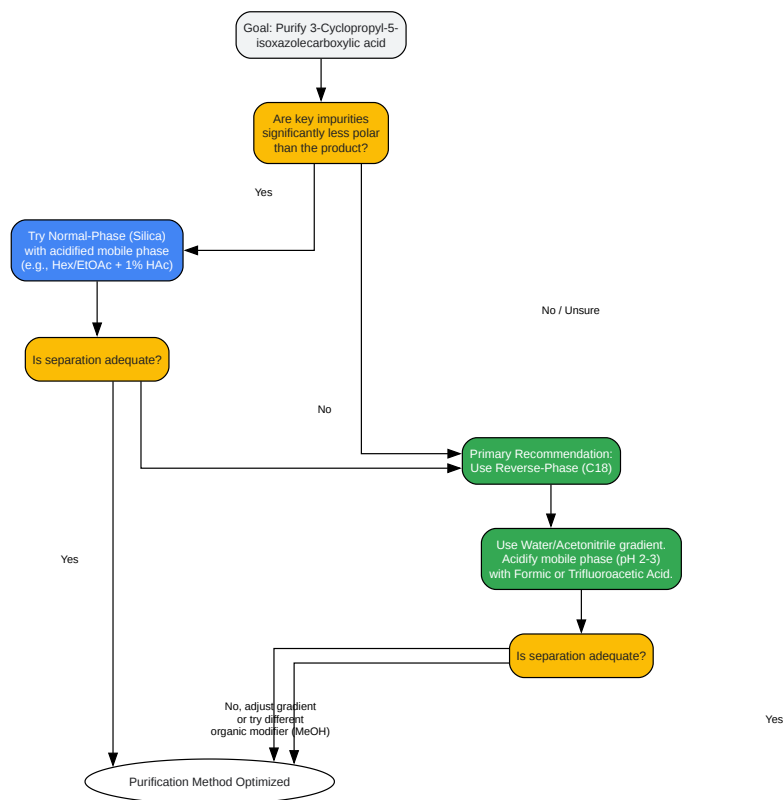 Goal: Purify 3-Cyclopropyl-5-
isoxazolecarboxylic acid
Are key impurities
significantly less polar
than the product?
Yes
Try Normal-Phase (Silica)
with acidified mobile phase
(e.g., Hex/EtOAc + 1% HAc)
No / Unsure
Is separation adequate?
No
Primary Recommendation:
Use Reverse-Phase (C18)
Use Water/Acetonitrile gradient.
Acidify mobile phase (pH 2-3)
with Formic or Trifluoroacetic Acid.
Yes
Is separation adequate?
No, adjust gradient
or try different
organic modifier (MeOH)
Yes
Purification Method Optimized